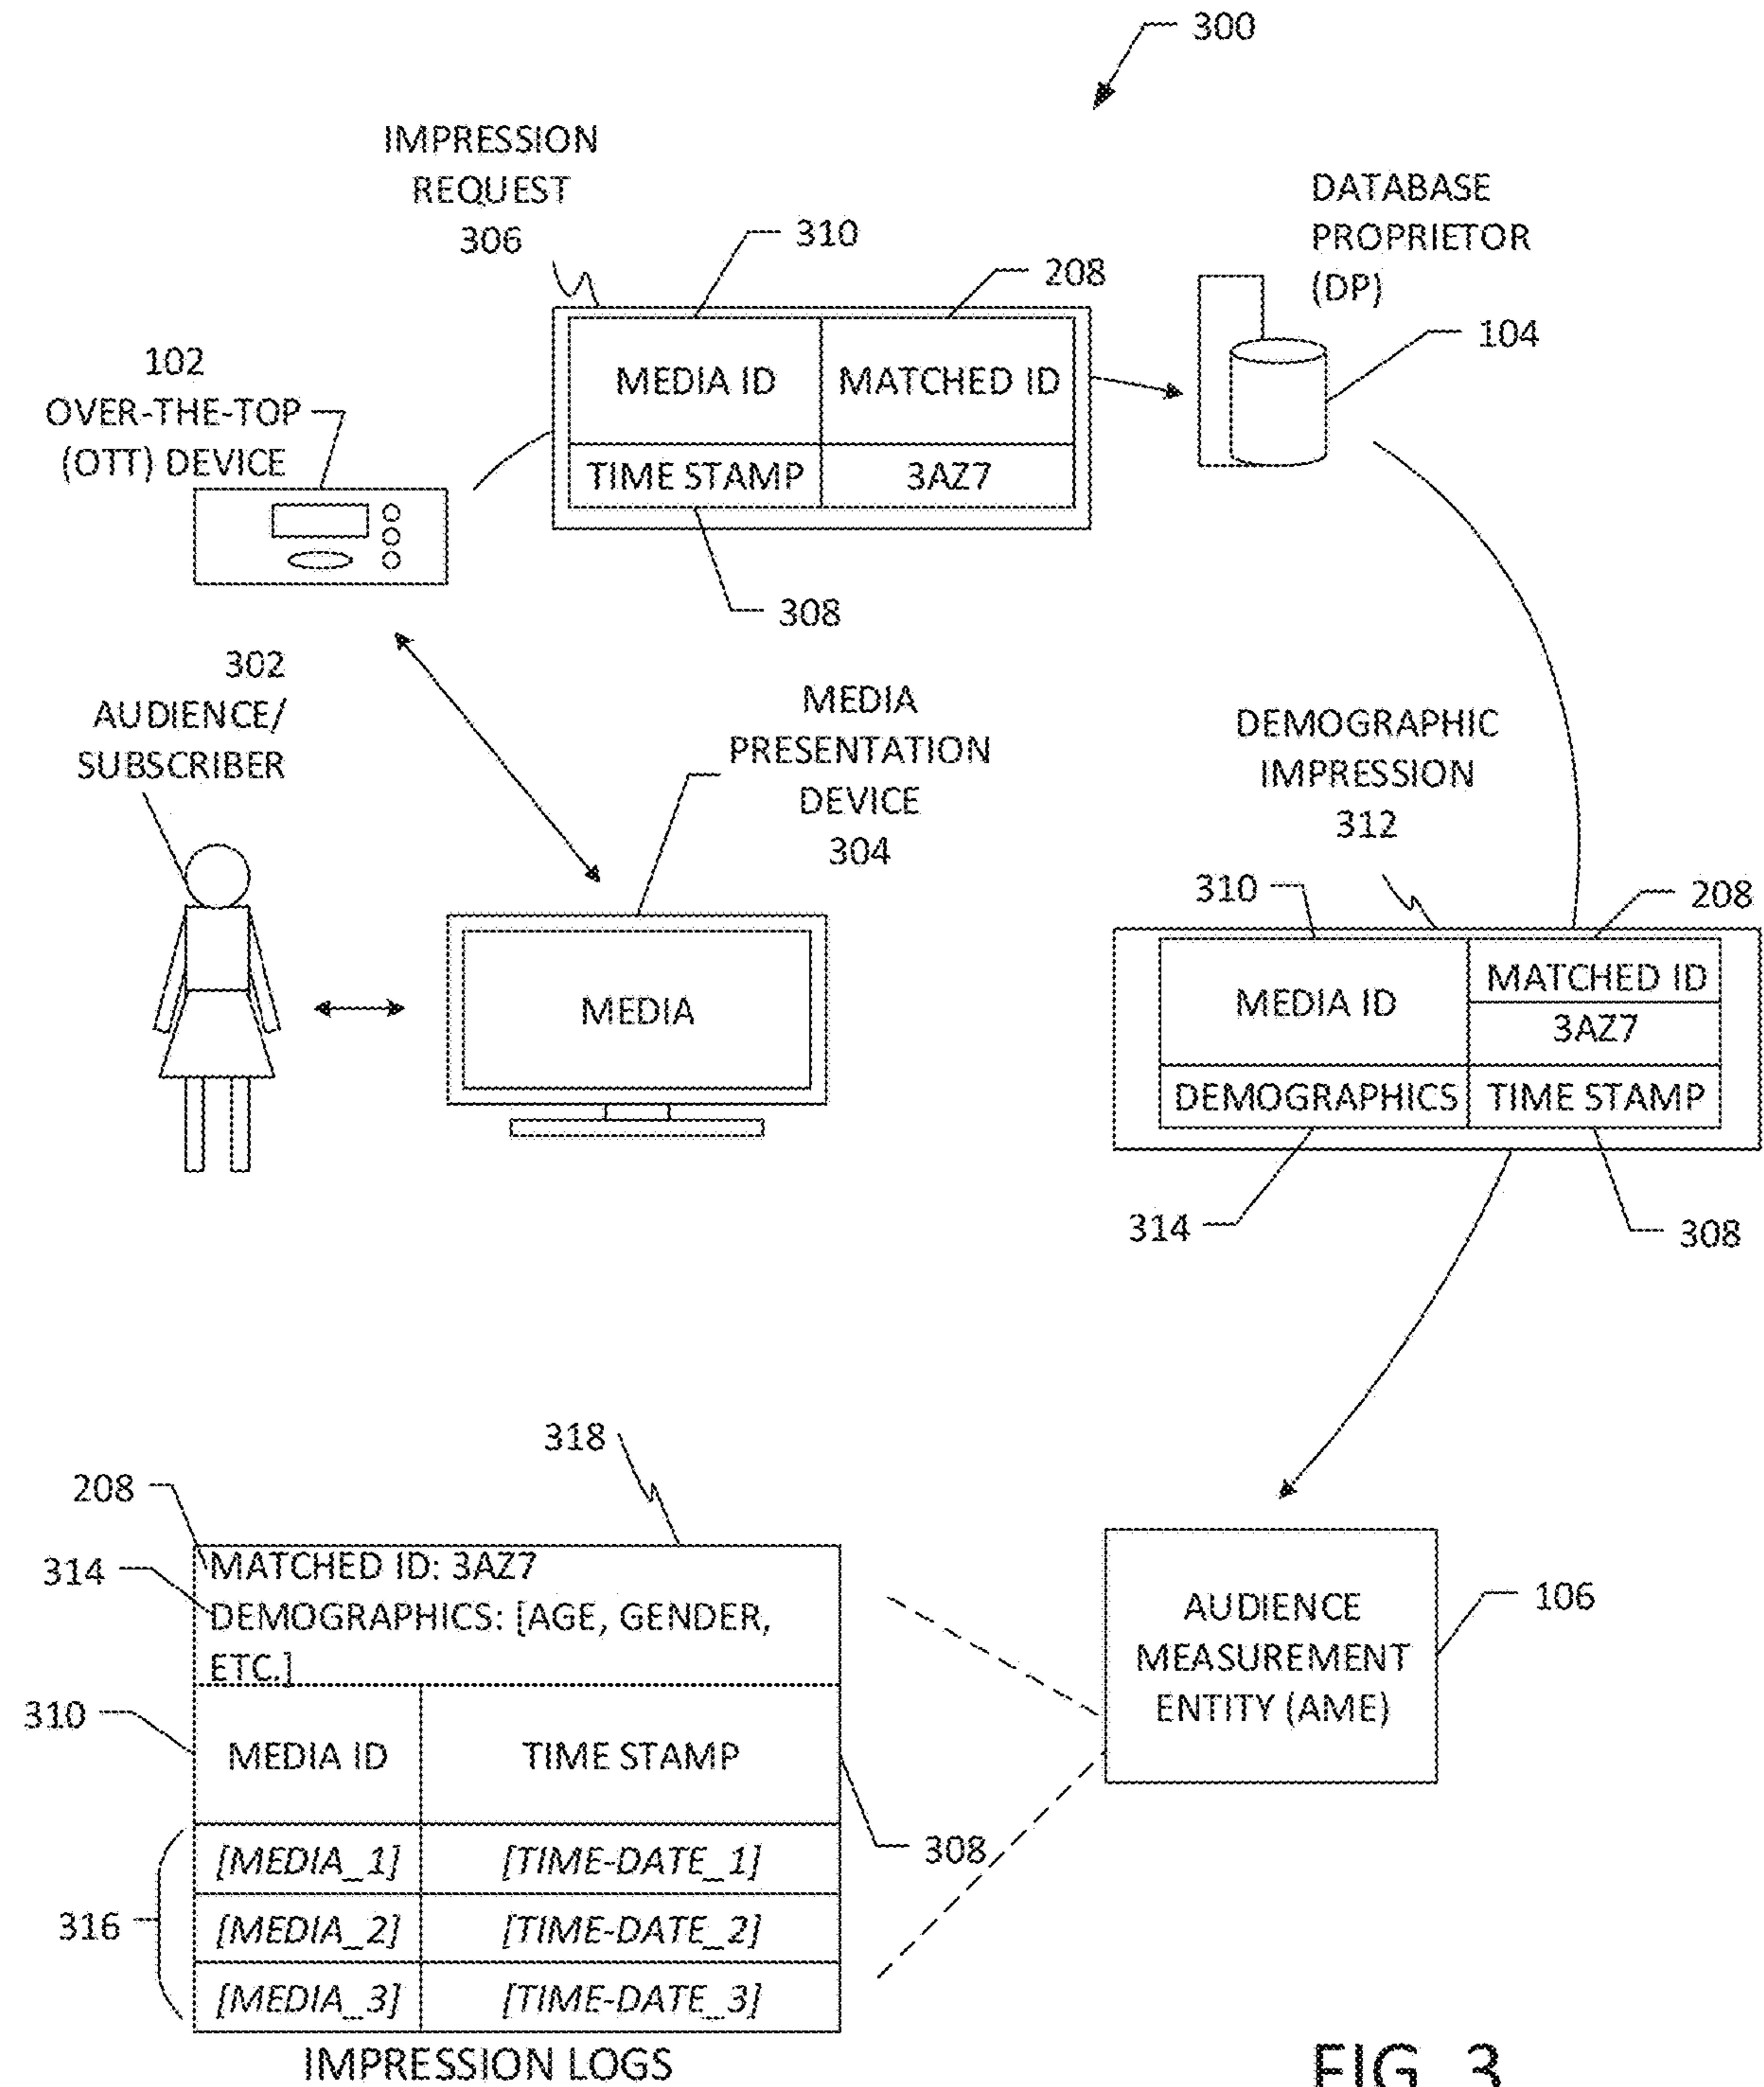 300
IMPRESSION
REQUEST
306
310
208
DATABASE
PROPRIETOR
(DP)
104
102
OVER-THE-TOP
(OTT) DEVICE
MEDIA ID
MATCHED ID
TIME STAMP
3AZ7
308
302
AUDIENCE/
SUBSCRIBER
MEDIA
PRESENTATION
DEVICE
304
MEDIA
DEMOGRAPHIC
IMPRESSION
312
310
208
MEDIA ID
MATCHED ID
3AZ7
DEMOGRAPHICS
TIME STAMP
314
308
318
208
314
MATCHED ID: 3AZ7
DEMOGRAPHICS: [AGE, GENDER,
ETC.]
310
MEDIA ID
TIME STAMP
308
316
[MEDIA_1]
[TIME-DATE_1]
[MEDIA_2]
[TIME-DATE_2]
[MEDIA_3]
[TIME-DATE_3]
IMPRESSION LOGS
AUDIENCE
MEASUREMENT
ENTITY (AME)
106
FIG. 3